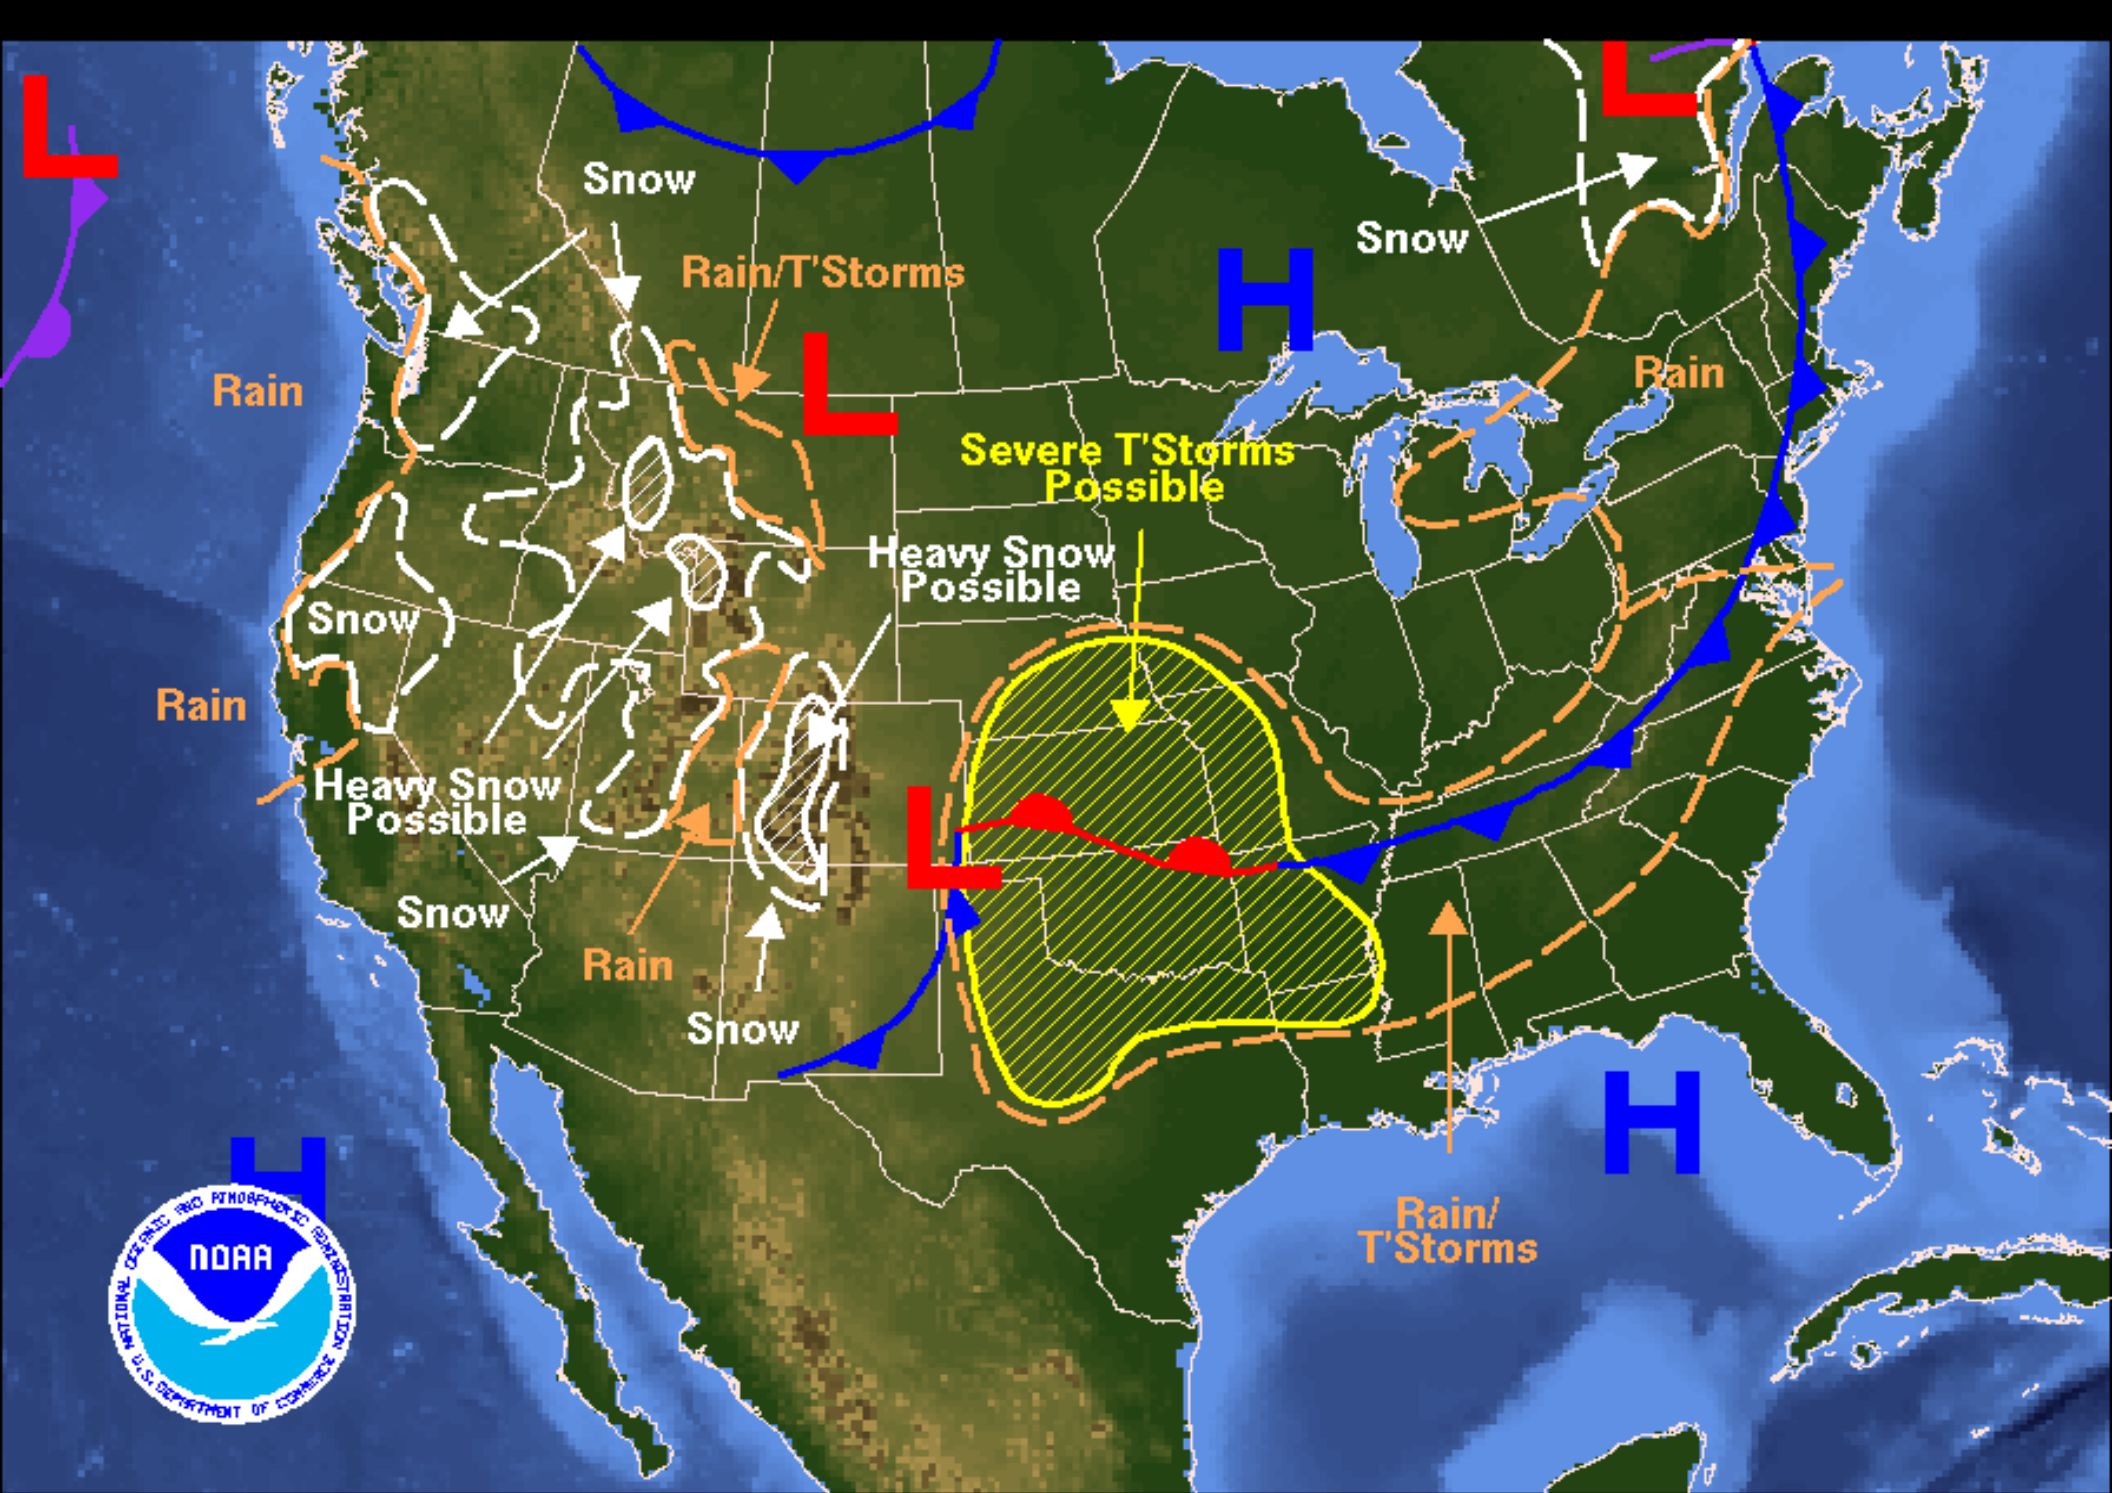 L
L
Snow
Rain/T'Storms
Snow
H
L
Rain
Rain
Severe T'Storms
Possible
Heavy Snow
Possible
Snow
Rain
Heavy Snow
Possible
L
Snow
Rain
Snow
H
H
Rain/
T'Storms
NATIONAL OCEANIC AND ATMOSPHERIC ADMINISTRATION
NOAA
U.S. DEPARTMENT OF COMMERCE